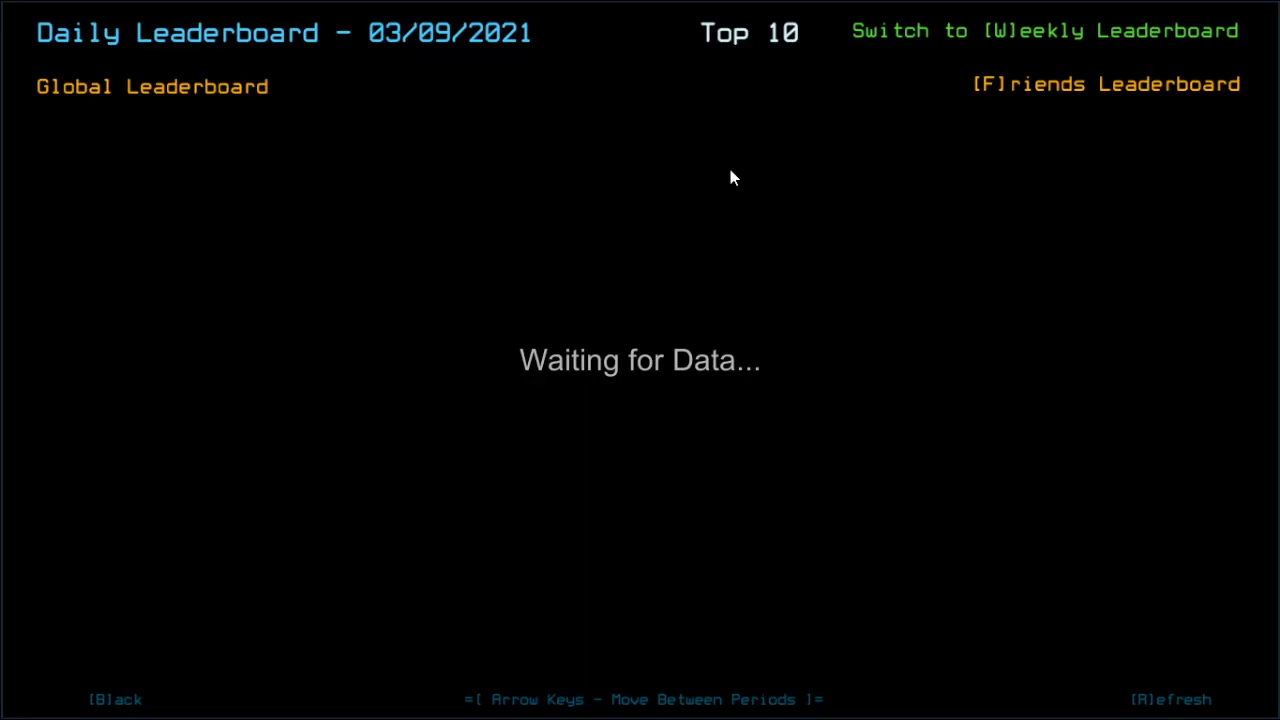 Daily Leaderboard - 03/09/2021 Top 10 Switch to [W]eekly Leaderboard
Global Leaderboard [F]riends Leaderboard
Waiting for Data...
[B]ack =[ Arrow Keys - Move Between Periods ]= [R]efresh